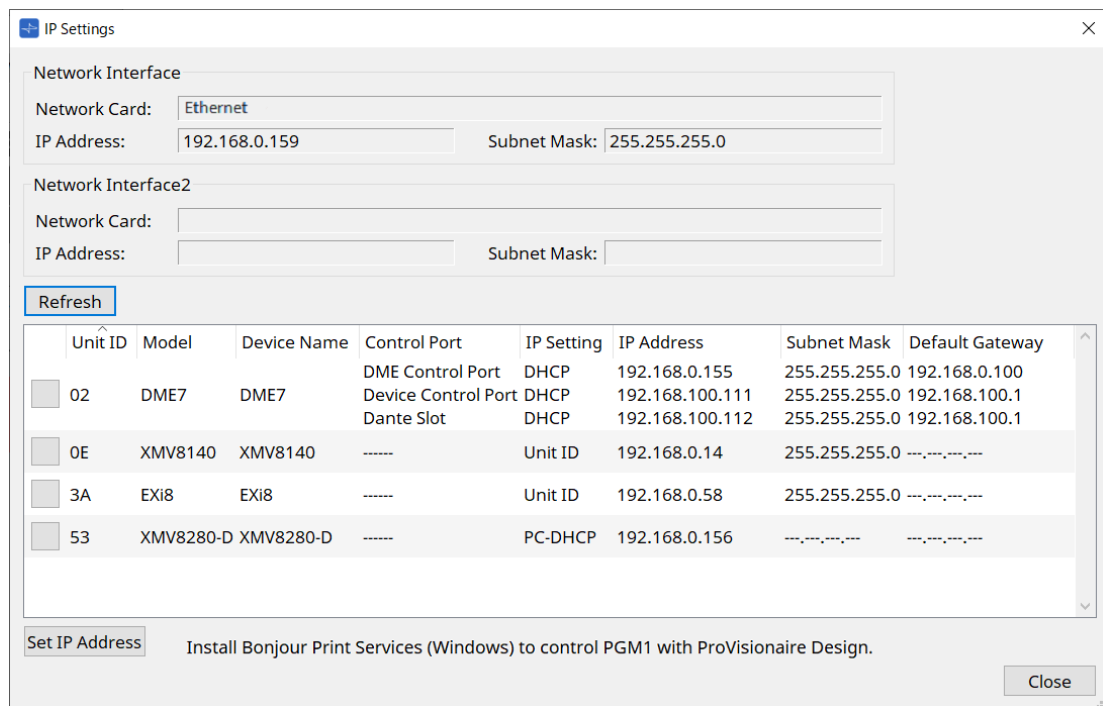 IP Settings
Network Interface
Network Card: Ethernet
IP Address: 192.168.0.159 Subnet Mask: 255.255.255.0
Network Interface2
Network Card:
IP Address: Subnet Mask:
Refresh
Unit ID Model Device Name Control Port IP Setting IP Address Subnet Mask Default Gateway
DME Control Port DHCP 192.168.0.155 255.255.255.0 192.168.0.100
02 DME7 DME7 Device Control Port DHCP 192.168.100.111 255.255.255.0 192.168.100.1
Dante Slot DHCP 192.168.100.112 255.255.255.0 192.168.100.1
0E XMV8140 XMV8140 ------ Unit ID 192.168.0.14 255.255.255.0 ---.---.---.---
3A EXi8 EXi8 ------ Unit ID 192.168.0.58 255.255.255.0 ---.---.---.---
53 XMV8280-D XMV8280-D ------ PC-DHCP 192.168.0.156 ---.---.---.--- ---.---.---.---
Set IP Address Install Bonjour Print Services (Windows) to control PGM1 with ProVisionaire Design.
Close